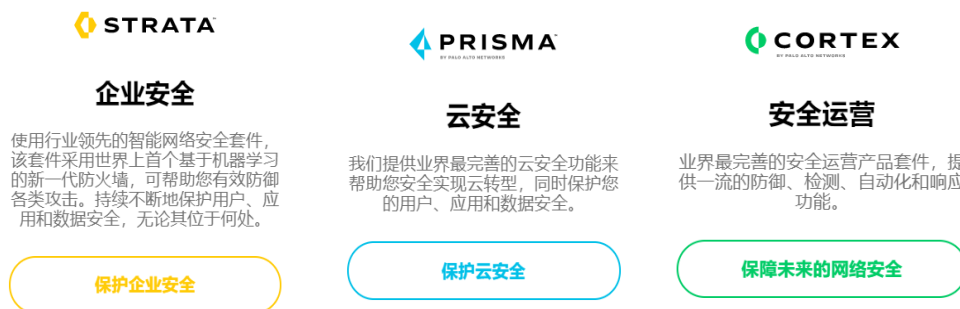 STRATA
企业安全
使用行业领先的智能网络安全套件，
该套件采用世界上首个基于机器学习
的新一代防火墙，可帮助您有效防御
各类攻击。持续不断地保护用户、应
用和数据安全，无论其位于何处。
保护企业安全
PRISMA
BY PALO ALTO NETWORKS
云安全
我们提供业界最完善的云安全功能来
帮助您安全实现云转型，同时保护您
的用户、应用和数据安全。
保护云安全
CORTEX
BY PALO ALTO NETWORKS
安全运营
业界最完善的安全运营产品套件，提
供一流的防御、检测、自动化和响应
功能。
保障未来的网络安全